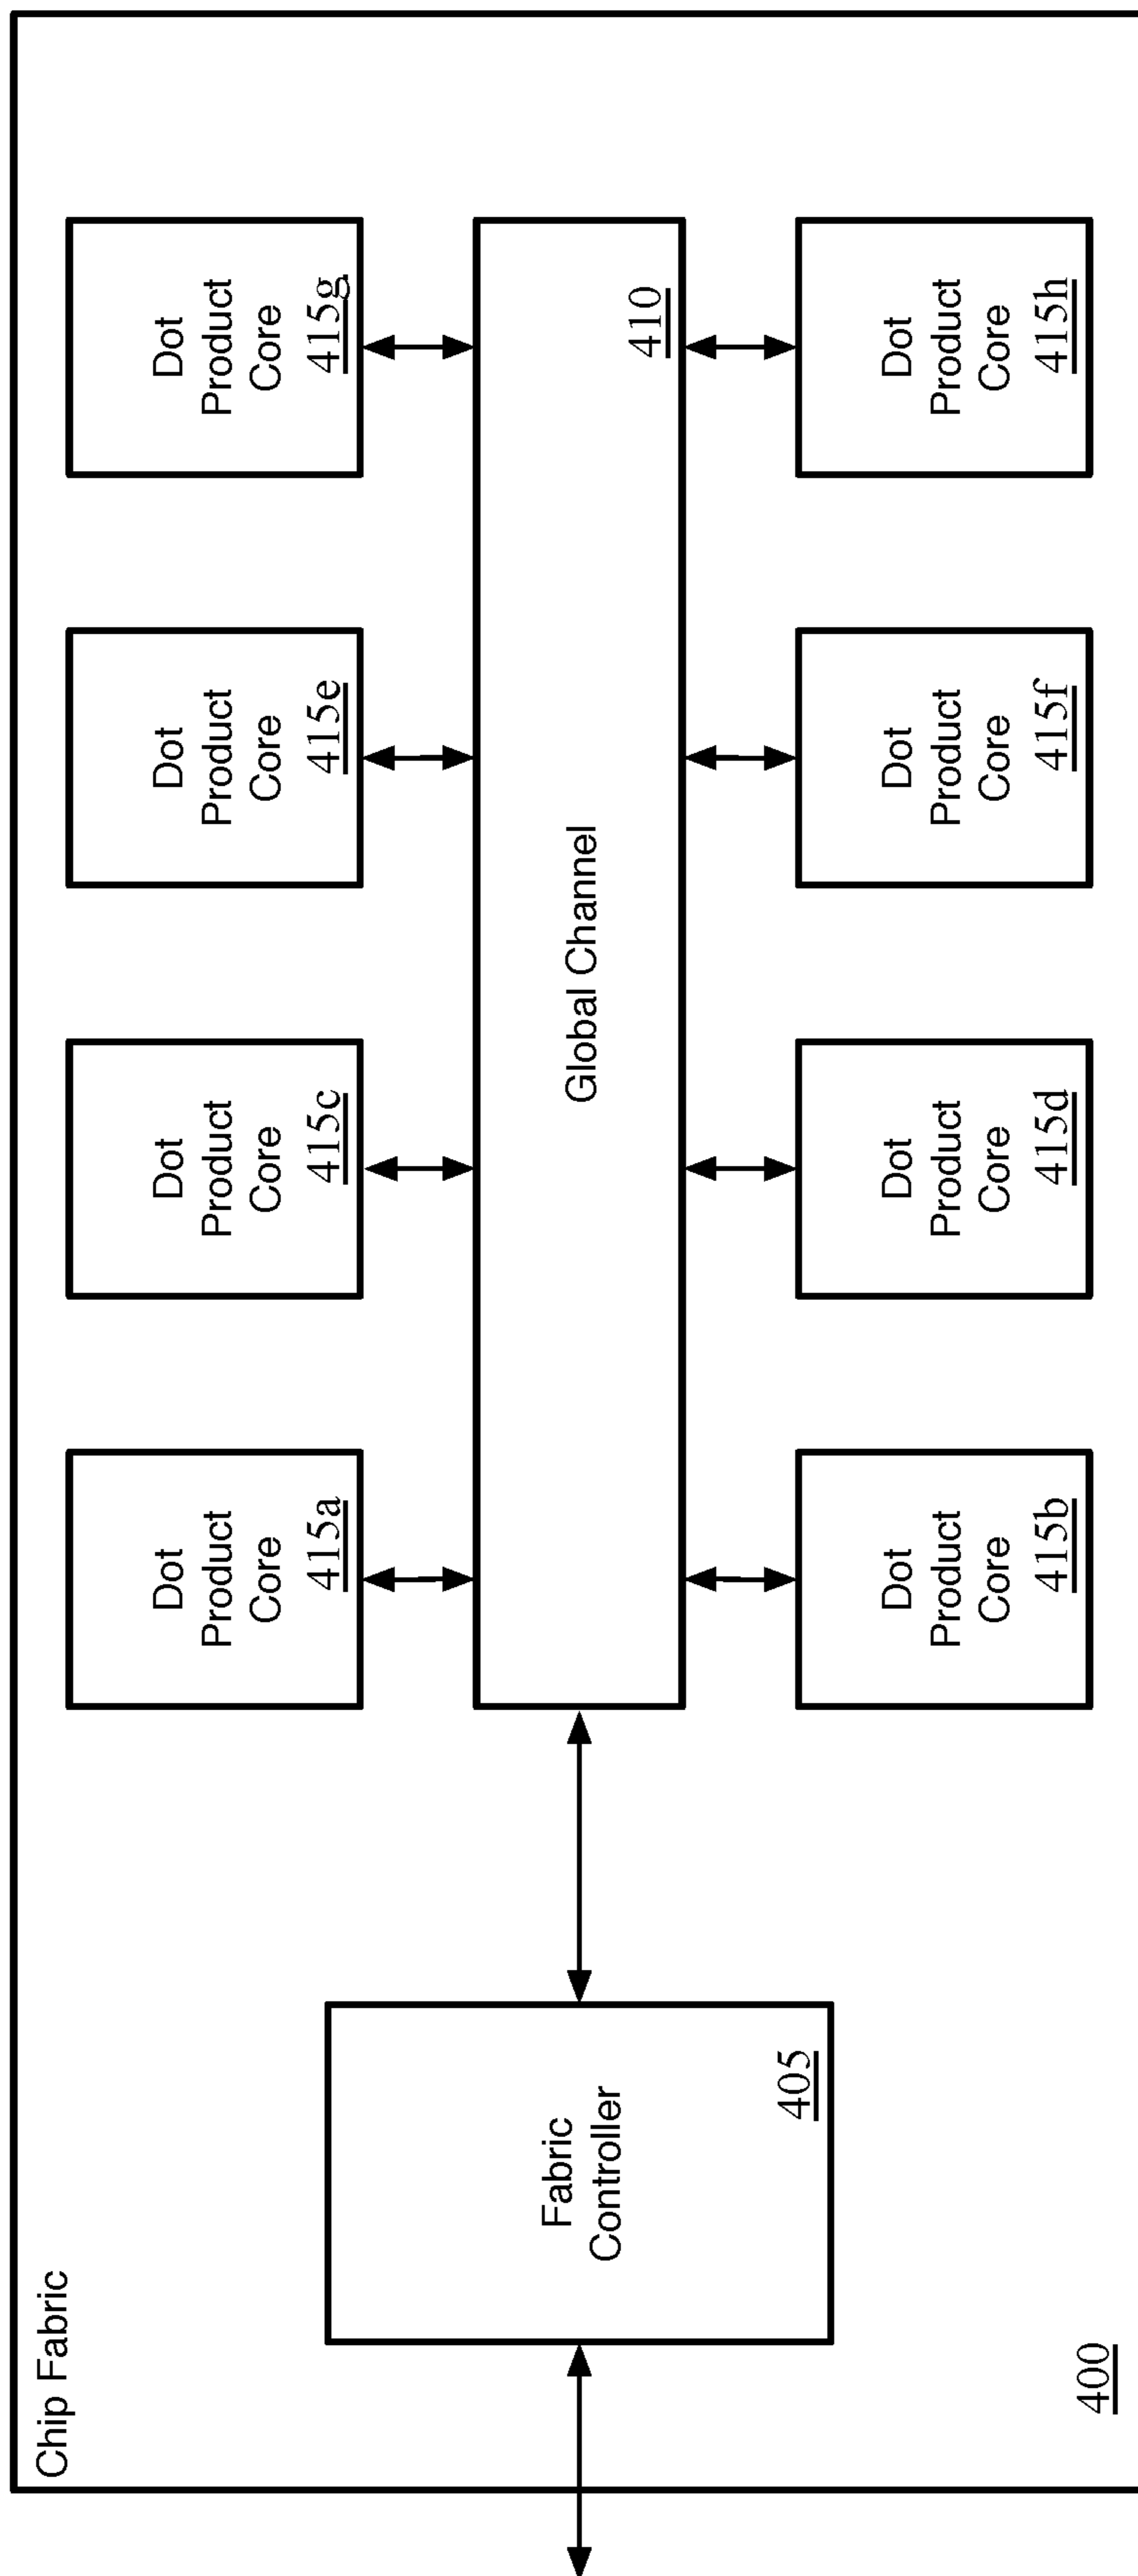 Chip Fabric
400
Fabric
Controller
405
Global Channel
410
Dot
Product
Core
415a
Dot
Product
Core
415c
Dot
Product
Core
415e
Dot
Product
Core
415g
Dot
Product
Core
415b
Dot
Product
Core
415d
Dot
Product
Core
415f
Dot
Product
Core
415h